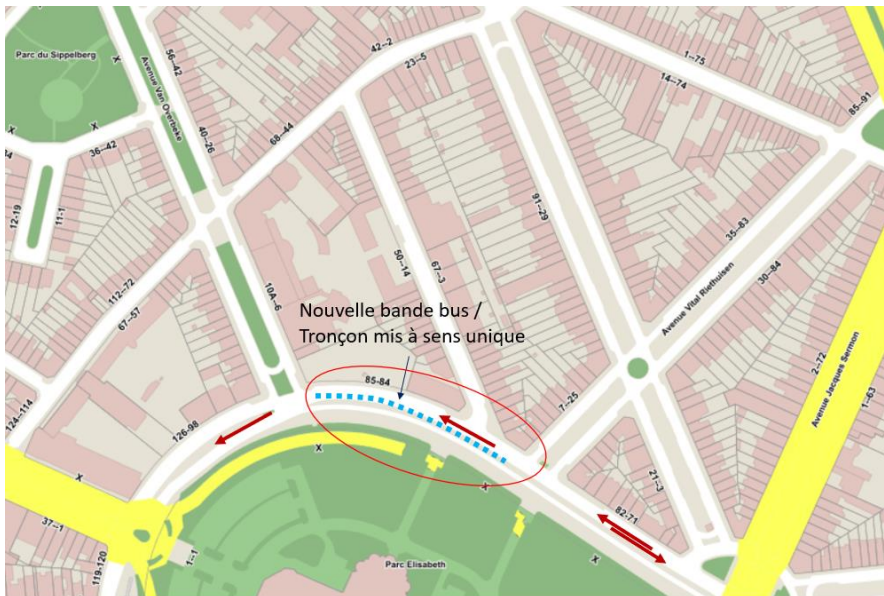 56-42
42--2
23--5
1--75
Parc du Sippelberg
Avenue Van Overbeke
14--74
85--91
40--26
68--44
36--42
12-19
11-1
91--29
35--83
50--14
67--3
30--84
112--72
10A--6
Avenue Vital Riethuisen
67--57
Nouvelle bande bus /
Tronçon mis à sens unique
2--72
Avenue Jacques Sermon
85-84
1--63
124--114
7--25
126-98
X
X
X
X
X
X
21--3
82-71
37--1
1--1
Parc Elisabeth
119-120